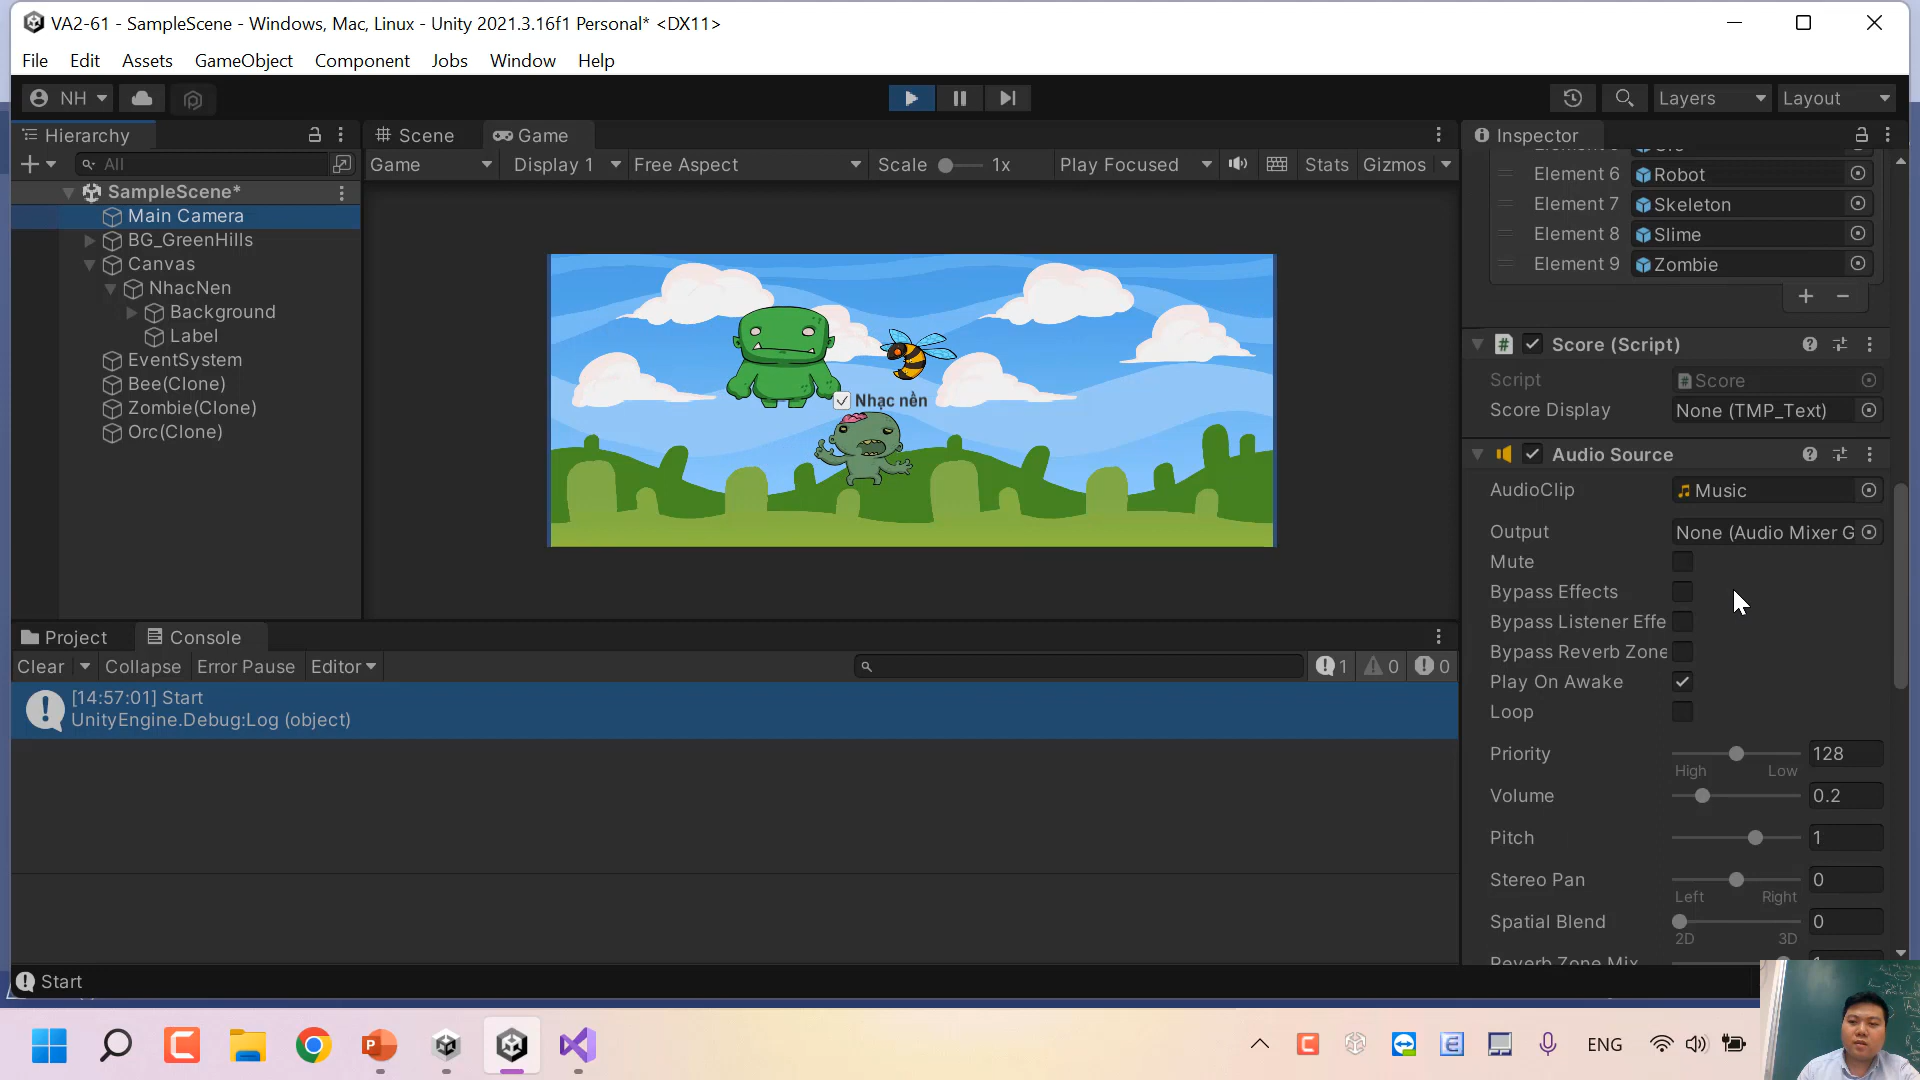 VA2-61 - SampleScene - Windows, Mac, Linux - Unity 2021.3.16f1 Personal* <DX11>
File Edit Assets GameObject Component Jobs Window Help
NH Layers Layout
Hierarchy
All
SampleScene*
Main Camera
BG_GreenHills
Canvas
NhacNen
Background
Label
EventSystem
Bee(Clone)
Zombie(Clone)
Orc(Clone)
Scene Game
Game Display 1 Free Aspect Scale 1x Play Focused Stats Gizmos
Nhạc nền
Inspector
Element 6 Robot
Element 7 Skeleton
Element 8 Slime
Element 9 Zombie
Score (Script)
Script Score
Score Display None (TMP_Text)
Audio Source
AudioClip Music
Output None (Audio Mixer G
Mute
Bypass Effects
Bypass Listener Effe
Bypass Reverb Zone
Play On Awake
Loop
Priority 128
High Low
Volume 0.2
Pitch 1
Stereo Pan 0
Left Right
Spatial Blend 0
2D 3D
Reverb Zone Mix
Project Console
Clear Collapse Error Pause Editor 1 0 0
[14:57:01] Start
UnityEngine.Debug:Log (object)
Start
ENG